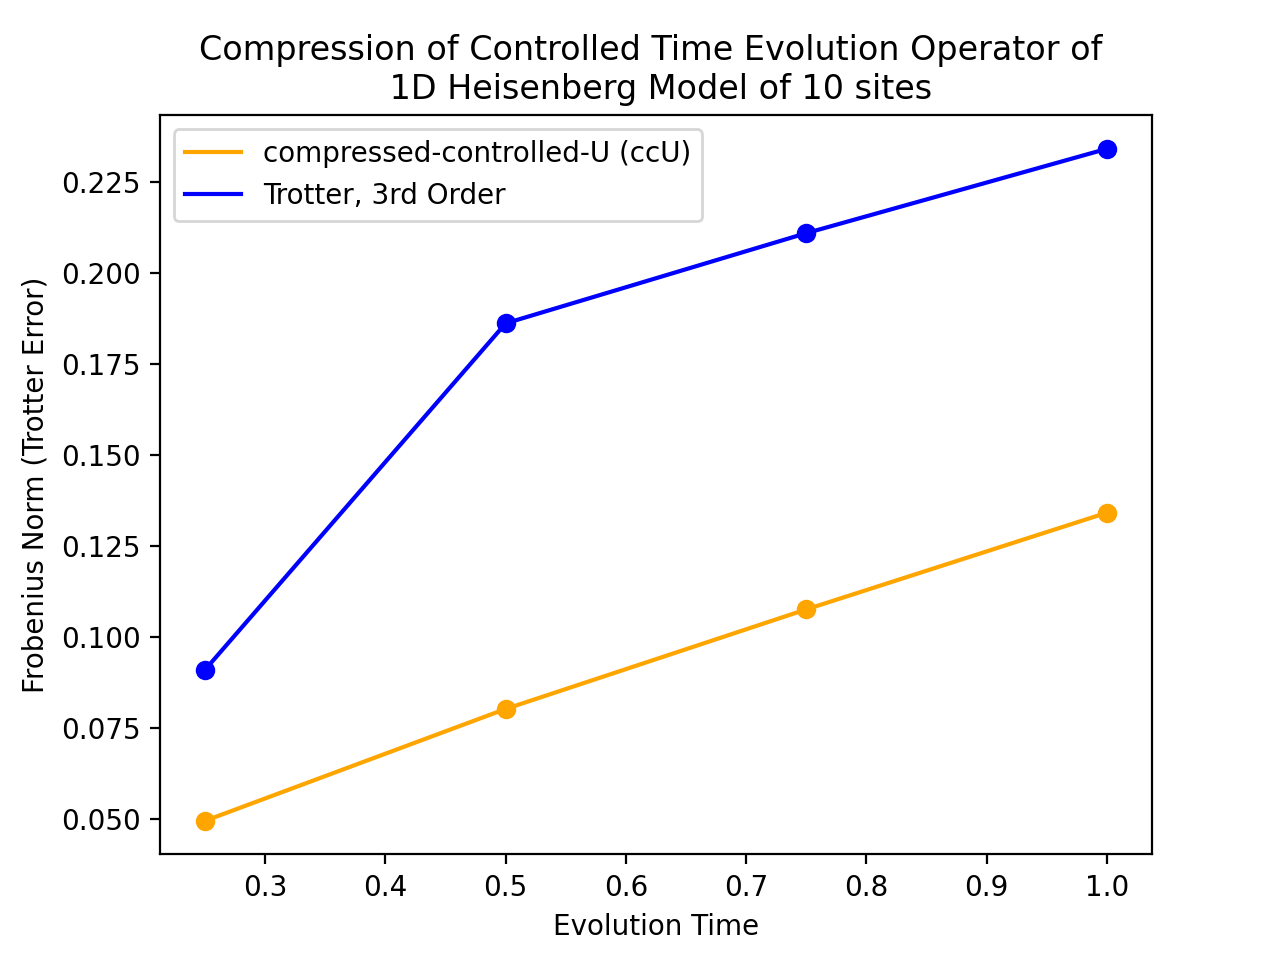 Compression of Controlled Time Evolution Operator of
1D Heisenberg Model of 10 sites
compressed-controlled-U (ccU)
Trotter, 3rd Order
Frobenius Norm (Trotter Error)
0.225
0.200
0.175
0.150
0.125
0.100
0.075
0.050
0.3 0.4 0.5 0.6 0.7 0.8 0.9 1.0
Evolution Time